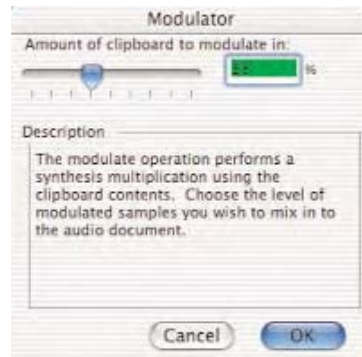 Modulator
Amount of clipboard to modulate in:
%
Description
The modulate operation performs a
synthesis multiplication using the
clipboard contents. Choose the level of
modulated samples you wish to mix in to
the audio document.
Cancel
OK